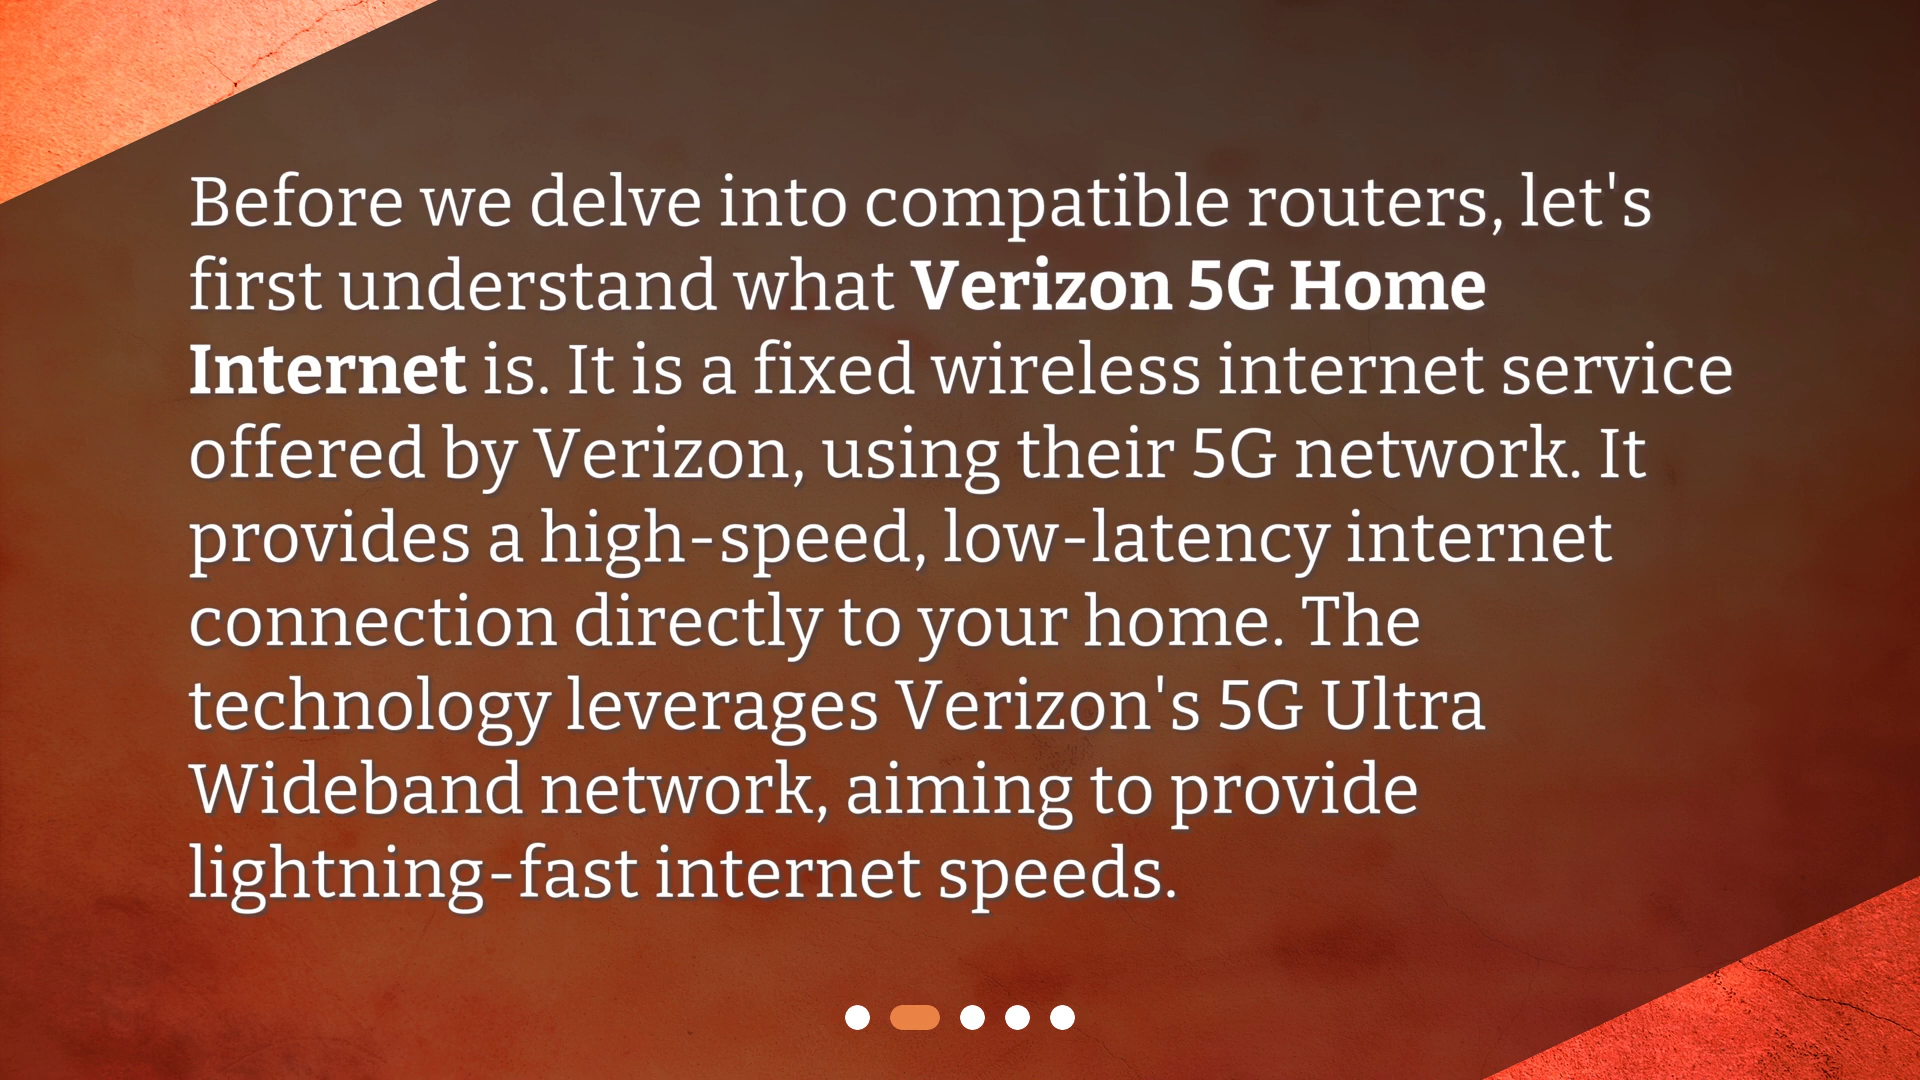 Before we delve into compatible routers, let's
first understand what Verizon 5G Home
Internet is. It is a fixed wireless internet service
offered by Verizon, using their 5G network. It
provides a high-speed, low-latency internet
connection directly to your home. The
technology leverages Verizon's 5G Ultra
Wideband network, aiming to provide
lightning-fast internet speeds.